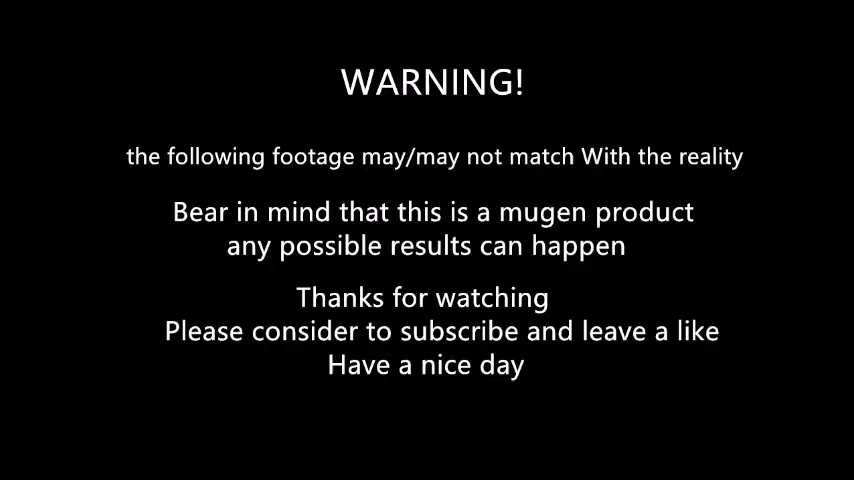 WARNING!
the following footage may/may not match With the reality
Bear in mind that this is a mugen product
any possible results can happen
Thanks for watching
Please consider to subscribe and leave a like
Have a nice day